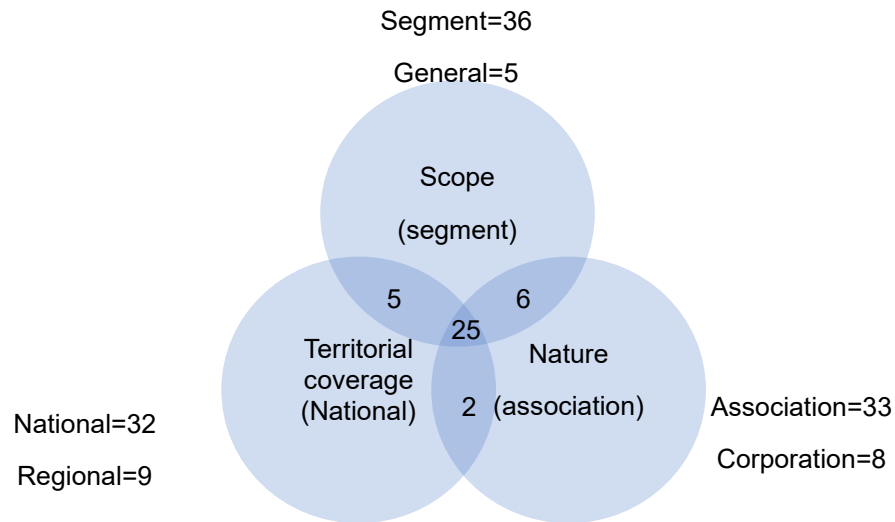 Segment=36
General=5
Scope
(segment)
5
6
25
Territorial
coverage
(National)
Nature
(association)
2
National=32
Regional=9
Association=33
Corporation=8